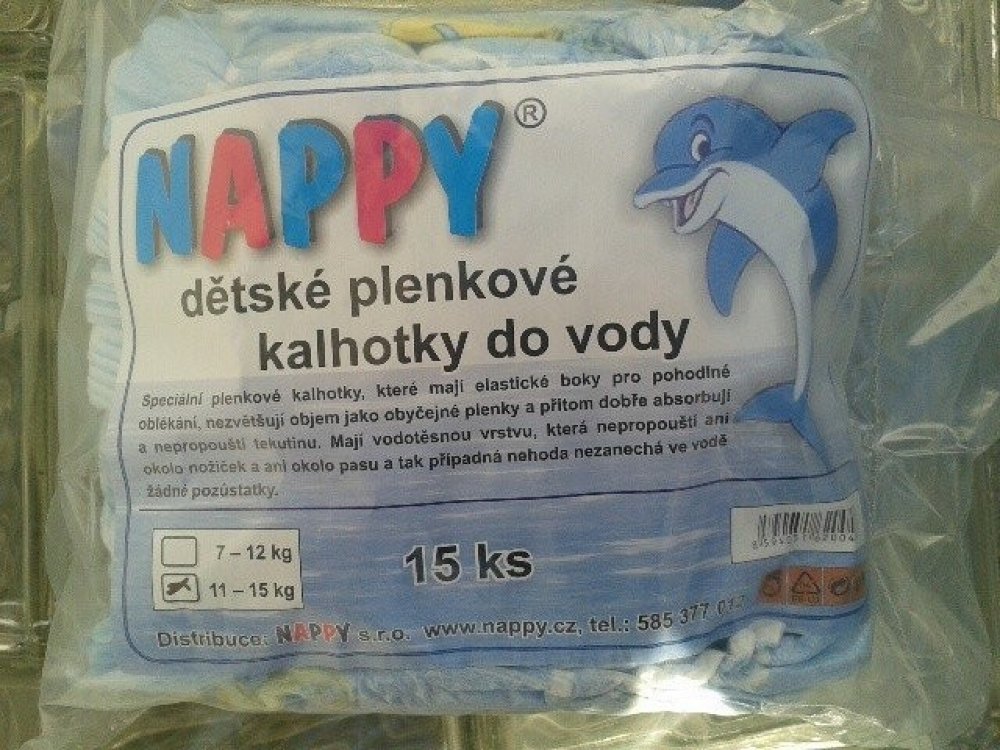 NAPPY®
dětské plenkové
kalhotky do vody
Speciální plenkové kalhotky, které mají elastické boky pro pohodlné
oblékání, nezvětšují objem jako obyčejné plenky a přitom dobře absorbují
a nepropouští tekutinu. Mají vodotěsnou vrstvu, která nepropouští ani
okolo nožiček a ani okolo pasu a tak případná nehoda nezanechá ve vodě
žádné pozůstatky.
7 – 12 kg
15 ks
11 – 15 kg
Distribuce: NAPPY s.r.o. www.nappy.cz, tel.: 585 377